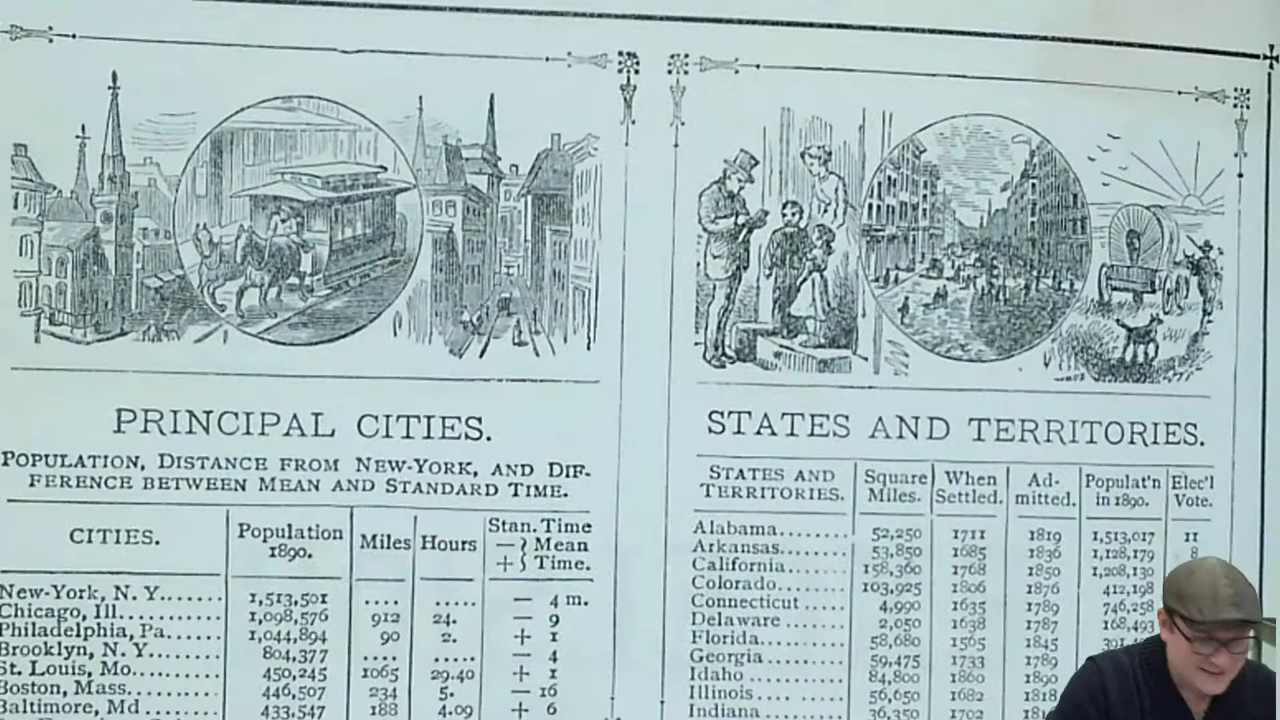 PRINCIPAL CITIES.
POPULATION, DISTANCE FROM NEW-YORK, AND DIF-
FERENCE BETWEEN MEAN AND STANDARD TIME.
CITIES. Population 1890. Miles Hours Stan. Time — } Mean + { Time.
New-York, N. Y....... 1,513,501 .... ..... — 4 m.
Chicago, Ill........... 1,098,576 912 24. — 9
Philadelphia, Pa..... 1,044,894 90 2. + 1
Brooklyn, N. Y....... 804,377 .... ..... — 4
St. Louis, Mo......... 450,245 1065 29.40 + 1
Boston, Mass......... 446,507 234 5. — 16
Baltimore, Md....... 433,547 188 4.09 + 6
STATES AND TERRITORIES.
STATES AND TERRITORIES. Square Miles. When Settled. Ad-mitted. Populat'n in 1890. Elec'l Vote.
Alabama........ 52,250 1711 1819 1,513,017 11
Arkansas....... 53,850 1685 1836 1,128,179 8
California...... 158,360 1768 1850 1,208,130
Colorado....... 103,925 1806 1876 412,198
Connecticut..... 4,990 1635 1789 746,258
Delaware....... 2,050 1638 1787 168,493
Florida......... 58,680 1565 1845
Georgia........ 59,475 1733 1789
Idaho.......... 84,800 1860 1890
Illinois.... .... 56,650 1682 1818
Indiana........ 36,350 1702